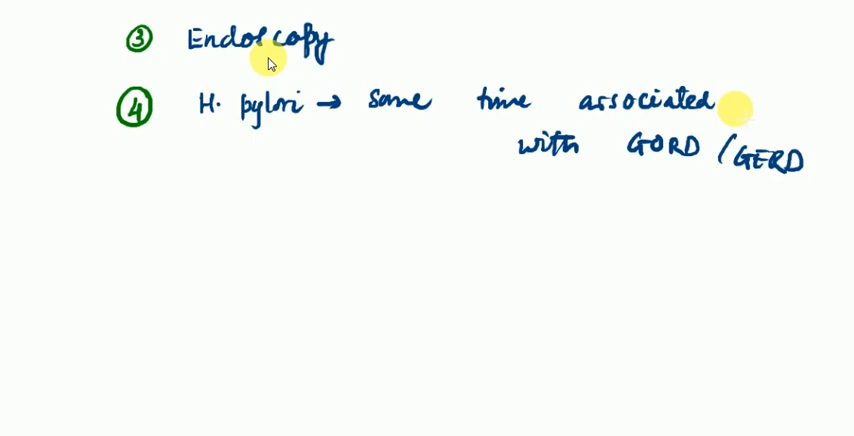 ③ Endoscopy
④ H. pylori → some time associated
with GORD / GERD